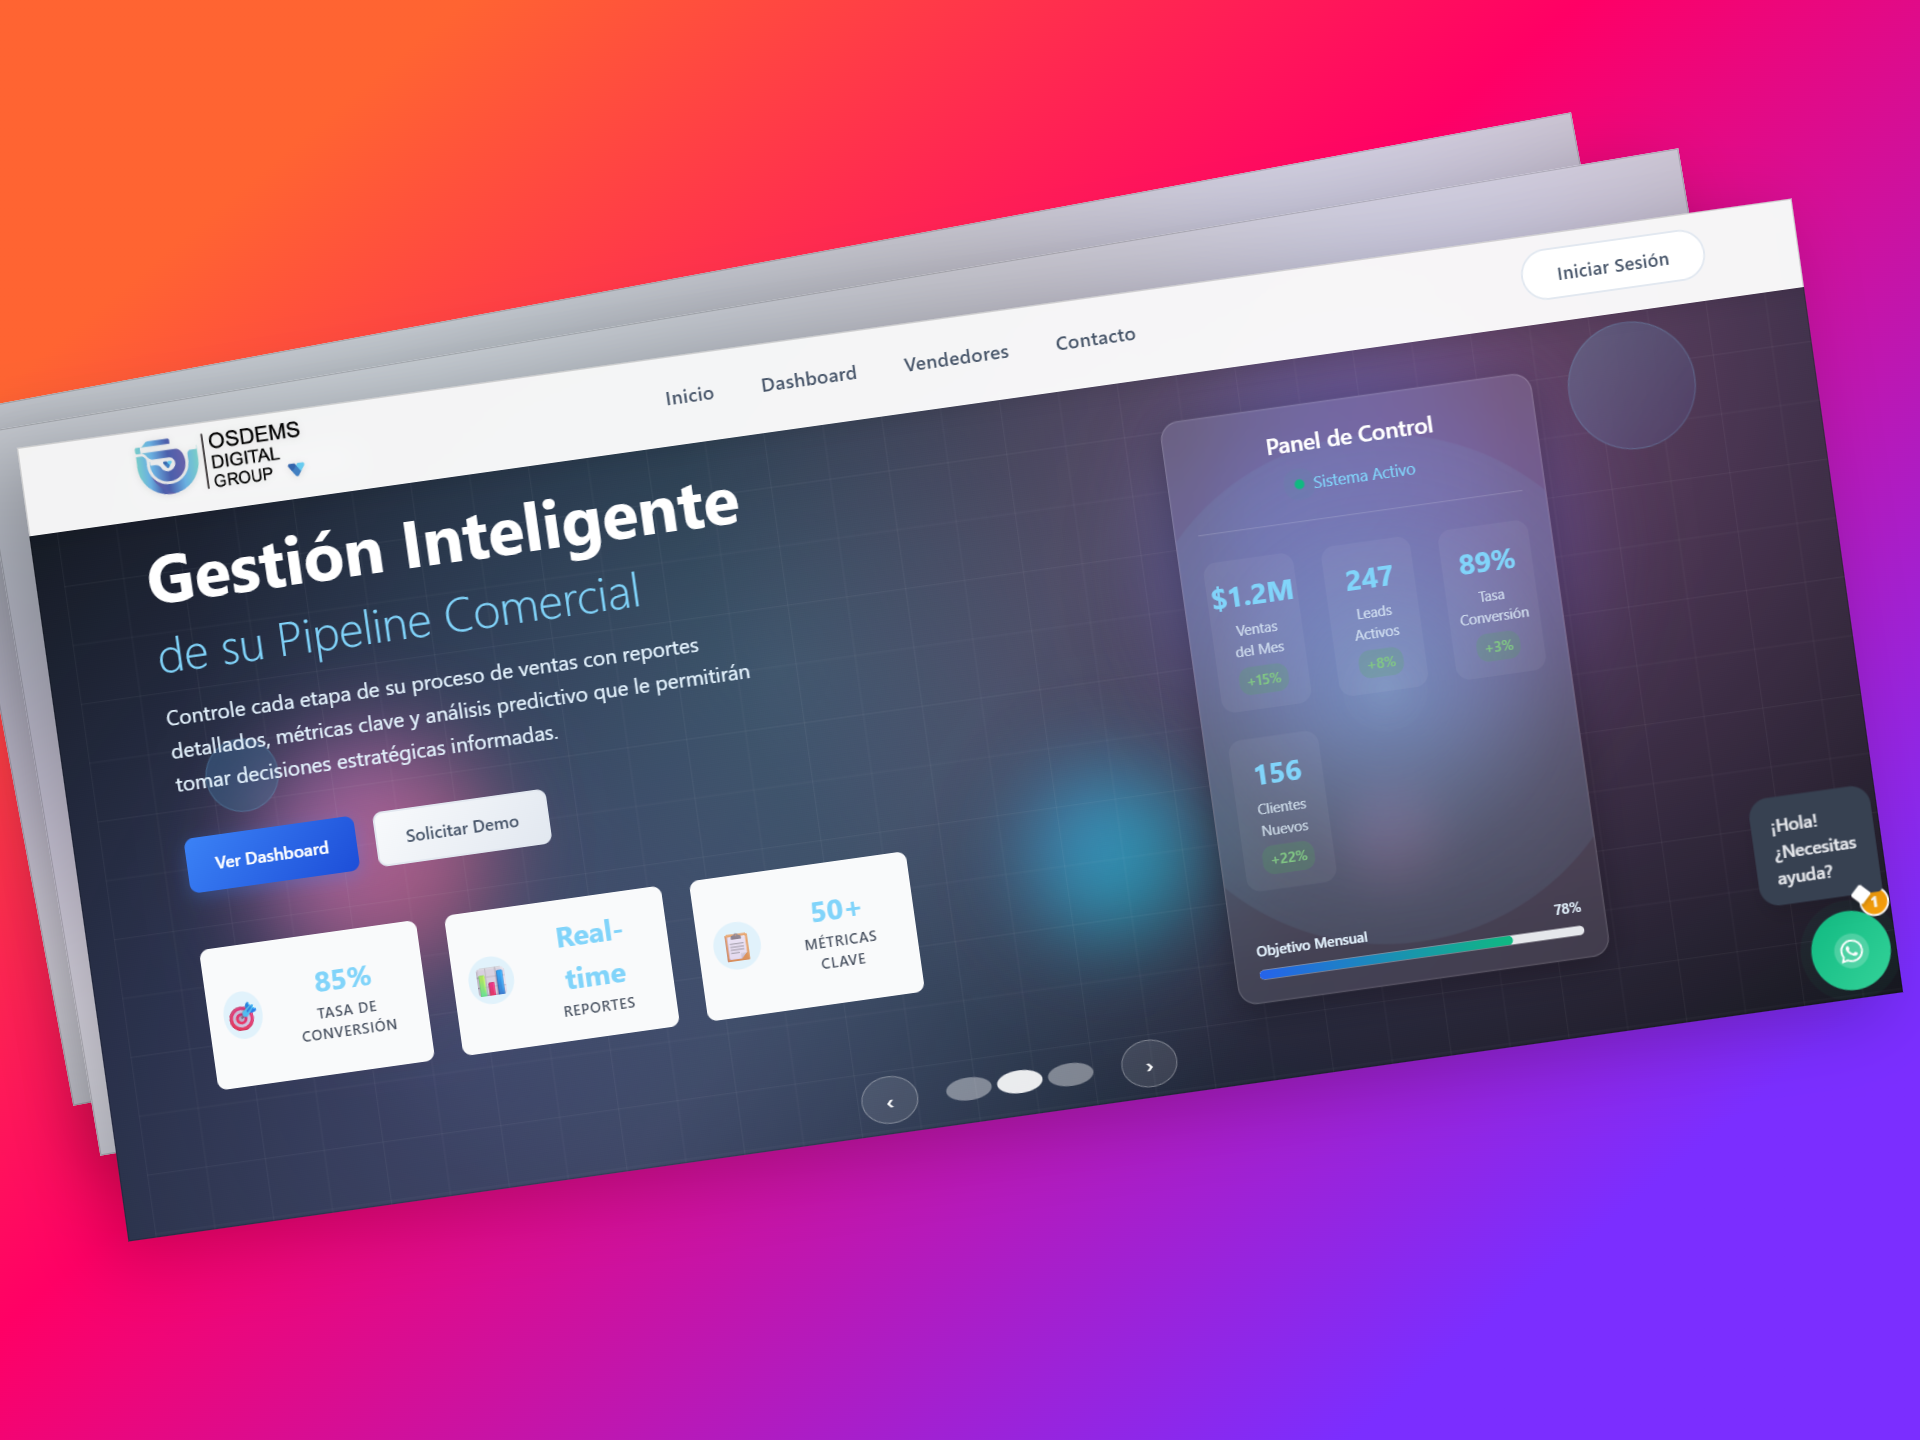 OSDEMS
DIGITAL
GROUP
Inicio
Dashboard
Vendedores
Contacto
Iniciar Sesión
Gestión Inteligente
de su Pipeline Comercial
Controle cada etapa de su proceso de ventas con reportes
detallados, métricas clave y análisis predictivo que le permitirán
tomar decisiones estratégicas informadas.
Ver Dashboard
Solicitar Demo
85%
TASA DE
CONVERSIÓN
Real-
time
REPORTES
50+
MÉTRICAS
CLAVE
Panel de Control
Sistema Activo
$1.2M
Ventas
del Mes
+15%
247
Leads
Activos
+8%
89%
Tasa
Conversión
+3%
156
Clientes
Nuevos
+22%
Objetivo Mensual
78%
¡Hola!
¿Necesitas
ayuda?
1
‹
›